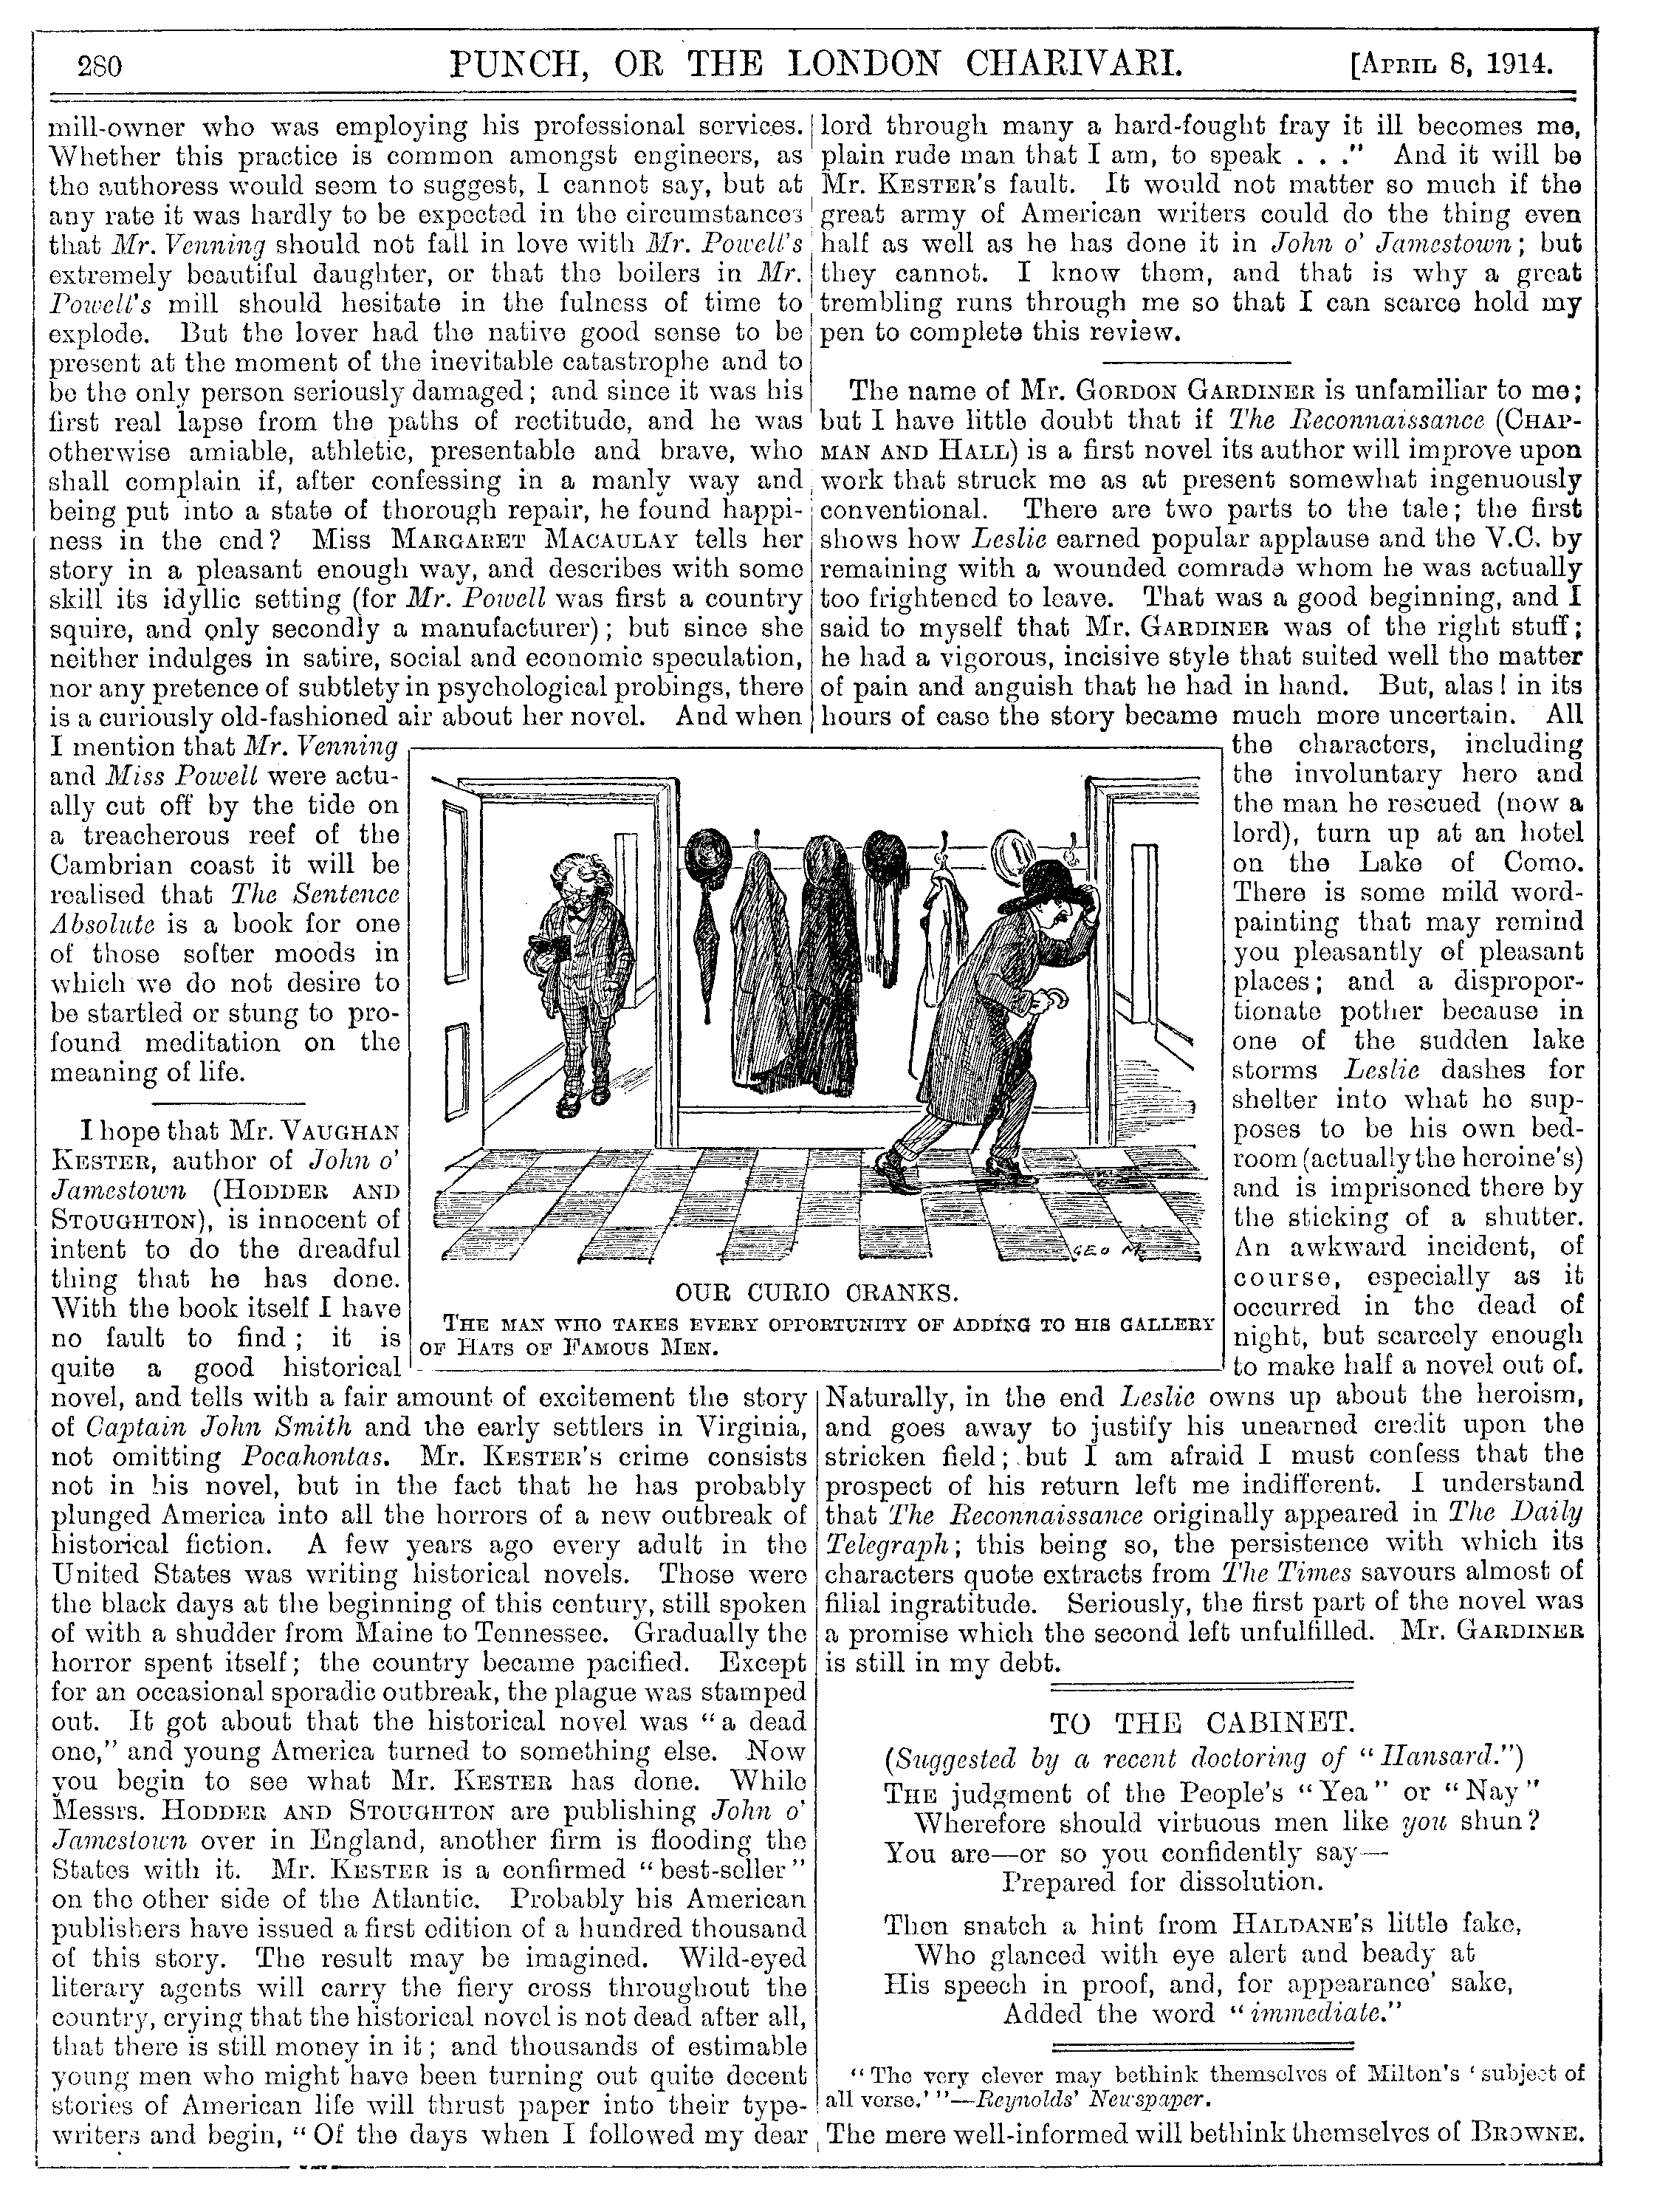 280
PUNCH, OR THE LONDON CHARIVARI.
[APRIL 8, 1914.
mill-owner who was employing his professional services.
Whether this practice is common amongst engineers, as
the authoress would seem to suggest, I cannot say, but at
any rate it was hardly to be expected in the circumstances
that Mr. Venning should not fall in love with Mr. Powell's
extremely beautiful daughter, or that the boilers in Mr.
Powell's mill should hesitate in the fulness of time to
explode. But the lover had the native good sense to be
present at the moment of the inevitable catastrophe and to
be the only person seriously damaged; and since it was his
first real lapse from the paths of rectitude, and he was
otherwise amiable, athletic, presentable and brave, who
shall complain if, after confessing in a manly way and
being put into a state of thorough repair, he found happi-
ness in the end? Miss MARGARET MACAULAY tells her
story in a pleasant enough way, and describes with some
skill its idyllic setting (for Mr. Powell was first a country
squire, and only secondly a manufacturer); but since she
neither indulges in satire, social and economic speculation,
nor any pretence of subtlety in psychological probings, there
is a curiously old-fashioned air about her novel. And when
I mention that Mr. Venning
and Miss Powell were actu-
ally cut off by the tide on
a treacherous reef of the
Cambrian coast it will be
realised that The Sentence
Absolute is a book for one
of those softer moods in
which we do not desire to
be startled or stung to pro-
found meditation on the
meaning of life.
I hope that Mr. VAUGHAN
KESTER, author of John o'
Jamestown (HODDER AND
STOUGHTON), is innocent of
intent to do the dreadful
thing that he has done.
With the book itself I have
no fault to find; it is
quite a good historical
novel, and tells with a fair amount of excitement the story
of Captain John Smith and the early settlers in Virginia,
not omitting Pocahontas. Mr. KESTER'S crime consists
not in his novel, but in the fact that he has probably
plunged America into all the horrors of a new outbreak of
historical fiction. A few years ago every adult in the
United States was writing historical novels. Those were
the black days at the beginning of this century, still spoken
of with a shudder from Maine to Tennessee. Gradually the
horror spent itself; the country became pacified. Except
for an occasional sporadic outbreak, the plague was stamped
out. It got about that the historical novel was "a dead
one," and young America turned to something else. Now
you begin to see what Mr. KESTER has done. While
Messrs. HODDER AND STOUGHTON are publishing John o'
Jamestown over in England, another firm is flooding the
States with it. Mr. KESTER is a confirmed "best-seller"
on the other side of the Atlantic. Probably his American
publishers have issued a first edition of a hundred thousand
of this story. The result may be imagined. Wild-eyed
literary agents will carry the fiery cross throughout the
country, crying that the historical novel is not dead after all,
that there is still money in it; and thousands of estimable
young men who might have been turning out quite decent
stories of American life will thrust paper into their type-
writers and begin, "Of the days when I followed my dear
GEO M.
OUR CURIO CRANKS.
THE MAN WHO TAKES EVERY OPPORTUNITY OF ADDING TO HIS GALLERY
OF HATS OF FAMOUS MEN.
lord through many a hard-fought fray it ill becomes me,
plain rude man that I am, to speak . . ." And it will be
Mr. KESTER'S fault. It would not matter so much if the
great army of American writers could do the thing even
half as well as he has done it in John o' Jamestown; but
they cannot. I know them, and that is why a great
trembling runs through me so that I can scarce hold my
pen to complete this review.
The name of Mr. GORDON GARDINER is unfamiliar to me;
but I have little doubt that if The Reconnaissance (CHAP-
MAN AND HALL) is a first novel its author will improve upon
work that struck me as at present somewhat ingenuously
conventional. There are two parts to the tale; the first
shows how Leslie earned popular applause and the V.C. by
remaining with a wounded comrade whom he was actually
too frightened to leave. That was a good beginning, and I
said to myself that Mr. GARDINER was of the right stuff;
he had a vigorous, incisive style that suited well the matter
of pain and anguish that he had in hand. But, alas! in its
hours of ease the story became much more uncertain. All
the characters, including
the involuntary hero and
the man he rescued (now a
lord), turn up at an hotel
on the Lake of Como.
There is some mild word-
painting that may remind
you pleasantly of pleasant
places; and a dispropor-
tionate pother because in
one of the sudden lake
storms Leslie dashes for
shelter into what he sup-
poses to be his own bed-
room (actually the heroine's)
and is imprisoned there by
the sticking of a shutter.
An awkward incident, of
course, especially as it
occurred in the dead of
night, but scarcely enough
to make half a novel out of.
Naturally, in the end Leslie owns up about the heroism,
and goes away to justify his unearned credit upon the
stricken field; but I am afraid I must confess that the
prospect of his return left me indifferent. I understand
that The Reconnaissance originally appeared in The Daily
Telegraph; this being so, the persistence with which its
characters quote extracts from The Times savours almost of
filial ingratitude. Seriously, the first part of the novel was
a promise which the second left unfulfilled. Mr. GARDINER
is still in my debt.
TO THE CABINET.
(Suggested by a recent doctoring of "Hansard.")
THE judgment of the People's "Yea" or "Nay"
Wherefore should virtuous men like you shun?
You are—or so you confidently say—
Prepared for dissolution.
Then snatch a hint from HALDANE'S little fake,
Who glanced with eye alert and beady at
His speech in proof, and, for appearance' sake,
Added the word "immediate."
"The very clever may bethink themselves of Milton's 'subject of
all verse.'"—Reynolds' Newspaper.
The mere well-informed will bethink themselves of BROWNE.